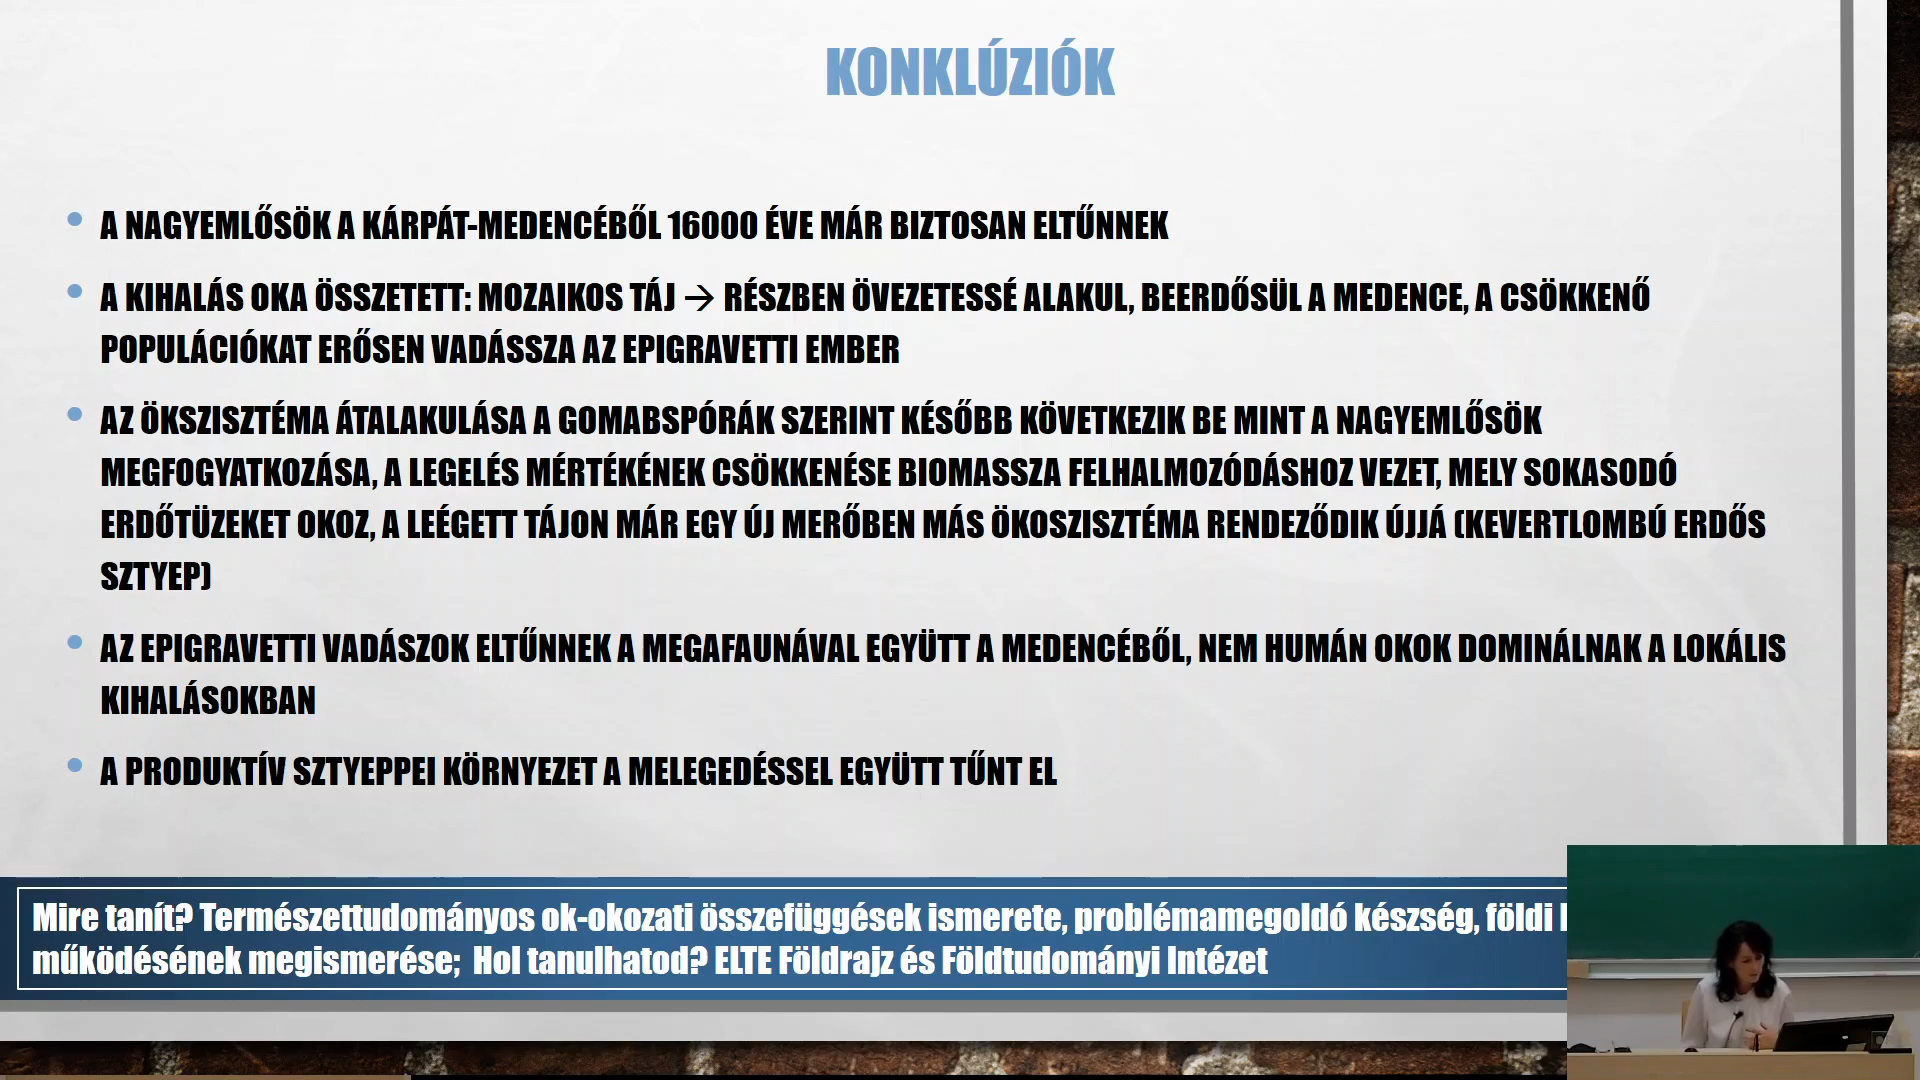 KONKLÚZIÓK
• A NAGYEMLŐSÖK A KÁRPÁT-MEDENCÉBŐL 16000 ÉVE MÁR BIZTOSAN ELTŰNNEK
• A KIHALÁS OKA ÖSSZETETT: MOZAIKOS TÁJ → RÉSZBEN ÖVEZETESSÉ ALAKUL, BEERDŐSÜL A MEDENCE, A CSÖKKENŐ
POPULÁCIÓKAT ERŐSEN VADÁSSZA AZ EPIGRAVETTI EMBER
• AZ ÖKSZISZTÉMA ÁTALAKULÁSA A GOMABSPÓRÁK SZERINT KÉSŐBB KÖVETKEZIK BE MINT A NAGYEMLŐSÖK
MEGFOGYATKOZÁSA, A LEGELÉS MÉRTÉKÉNEK CSÖKKENÉSE BIOMASSZA FELHALMOZÓDÁSHOZ VEZET, MELY SOKASODÓ
ERDŐTÜZEKET OKOZ, A LEÉGETT TÁJON MÁR EGY ÚJ MERŐBEN MÁS ÖKOSZISZTÉMA RENDEZŐDIK ÚJJÁ (KEVERTLOMBÚ ERDŐS
SZTYEP)
• AZ EPIGRAVETTI VADÁSZOK ELTŰNNEK A MEGAFAUNÁVAL EGYÜTT A MEDENCÉBŐL, NEM HUMÁN OKOK DOMINÁLNAK A LOKÁLIS
KIHALÁSOKBAN
• A PRODUKTÍV SZTYEPPEI KÖRNYEZET A MELEGEDÉSSEL EGYÜTT TŰNT EL
Mire tanít? Természettudományos ok-okozati összefüggések ismerete, problémamegoldó készség, földi
működésének megismerése; Hol tanulhatod? ELTE Földrajz és Földtudományi Intézet